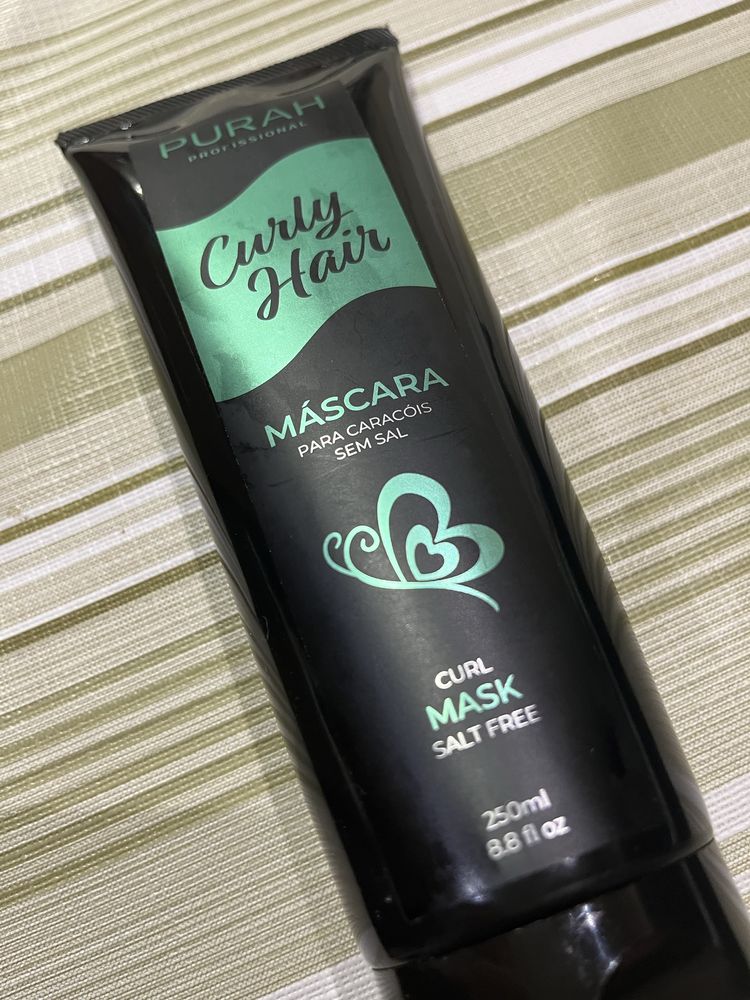 PURAH
PROFISSIONAL
Curly
Hair
MÁSCARA
PARA CARACÓIS
SEM SAL
CURL
MASK
SALT FREE
250ml
8.8 fl oz